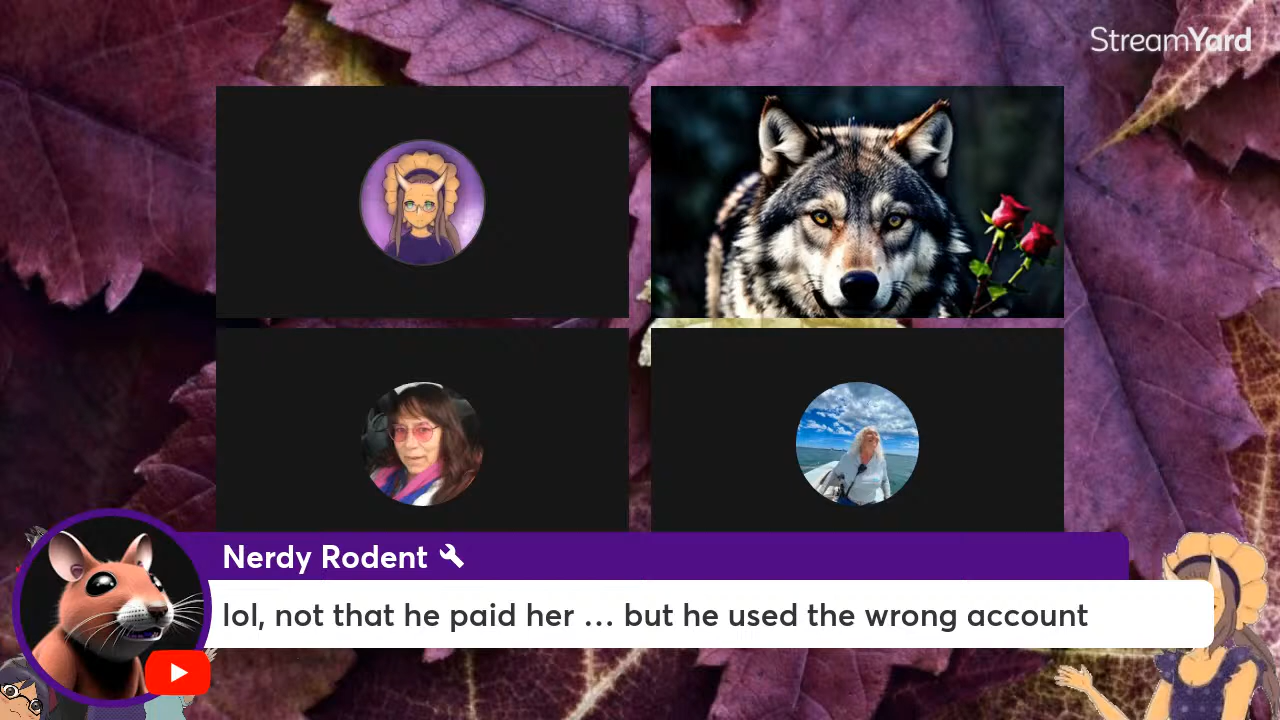 StreamYard
Nerdy Rodent
lol, not that he paid her … but he used the wrong account